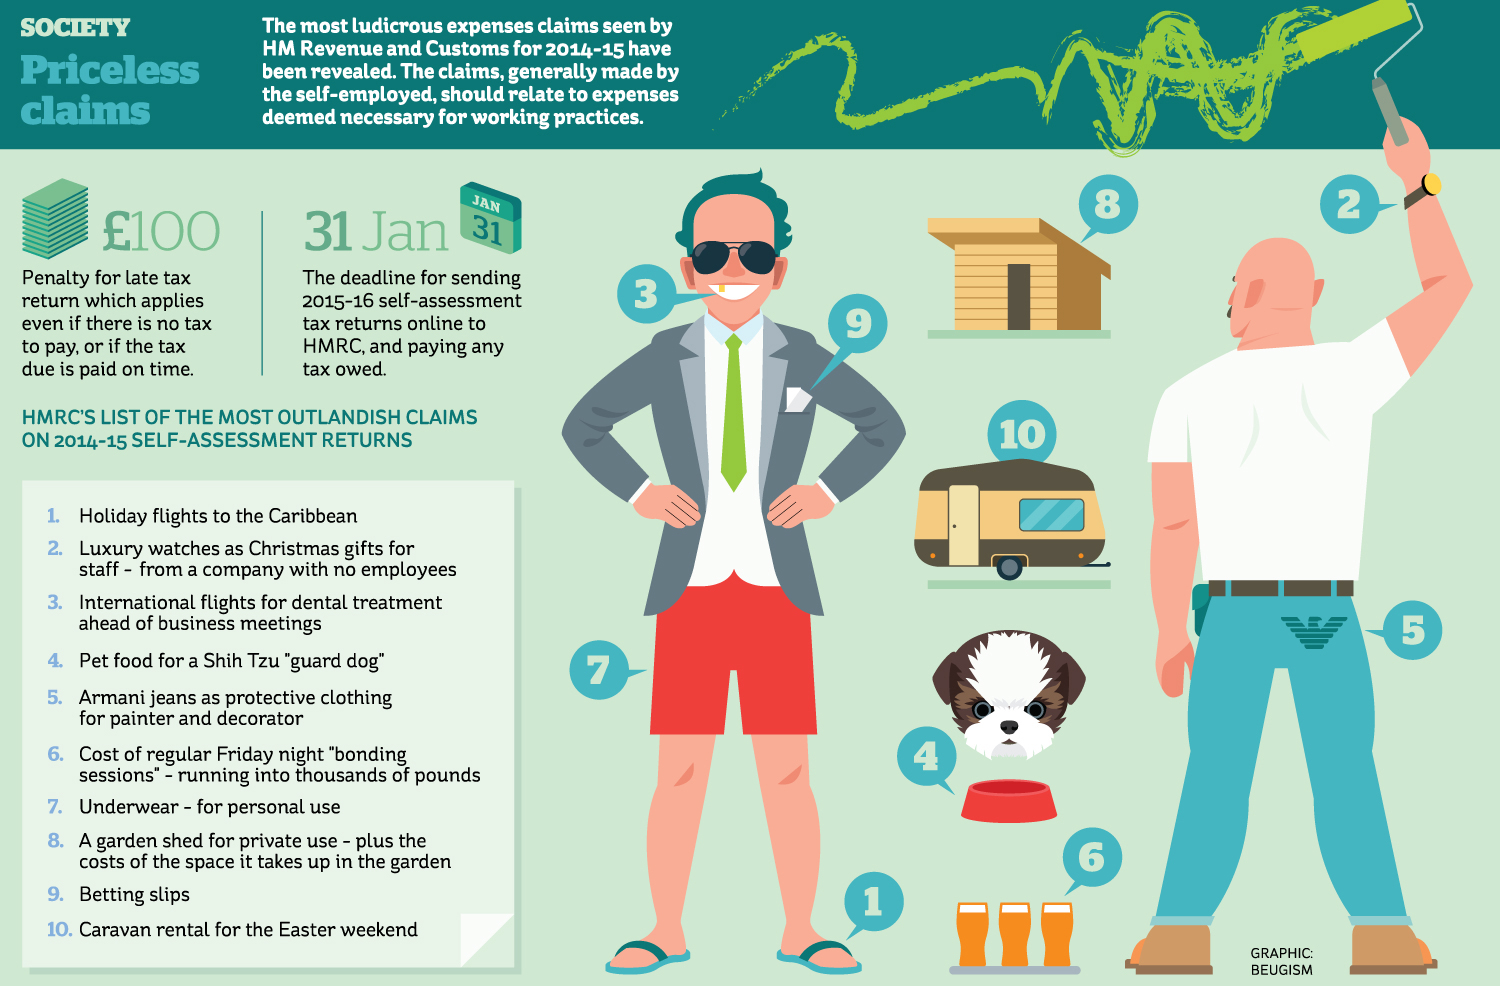 SOCIETY
Priceless
claims
The most ludicrous expenses claims seen by
HM Revenue and Customs for 2014-15 have
been revealed. The claims, generally made by
the self-employed, should relate to expenses
deemed necessary for working practices.
£100
Penalty for late tax
return which applies
even if there is no tax
to pay, or if the tax
due is paid on time.
31 Jan
JAN
31
The deadline for sending
2015-16 self-assessment
tax returns online to
HMRC, and paying any
tax owed.
HMRC'S LIST OF THE MOST OUTLANDISH CLAIMS
ON 2014-15 SELF-ASSESSMENT RETURNS
1. Holiday flights to the Caribbean
2. Luxury watches as Christmas gifts for
staff - from a company with no employees
3. International flights for dental treatment
ahead of business meetings
4. Pet food for a Shih Tzu "guard dog"
5. Armani jeans as protective clothing
for painter and decorator
6. Cost of regular Friday night "bonding
sessions" - running into thousands of pounds
7. Underwear - for personal use
8. A garden shed for private use - plus the
costs of the space it takes up in the garden
9. Betting slips
10. Caravan rental for the Easter weekend
3
9
7
1
8
10
4
6
2
5
GRAPHIC:
BEUGISM